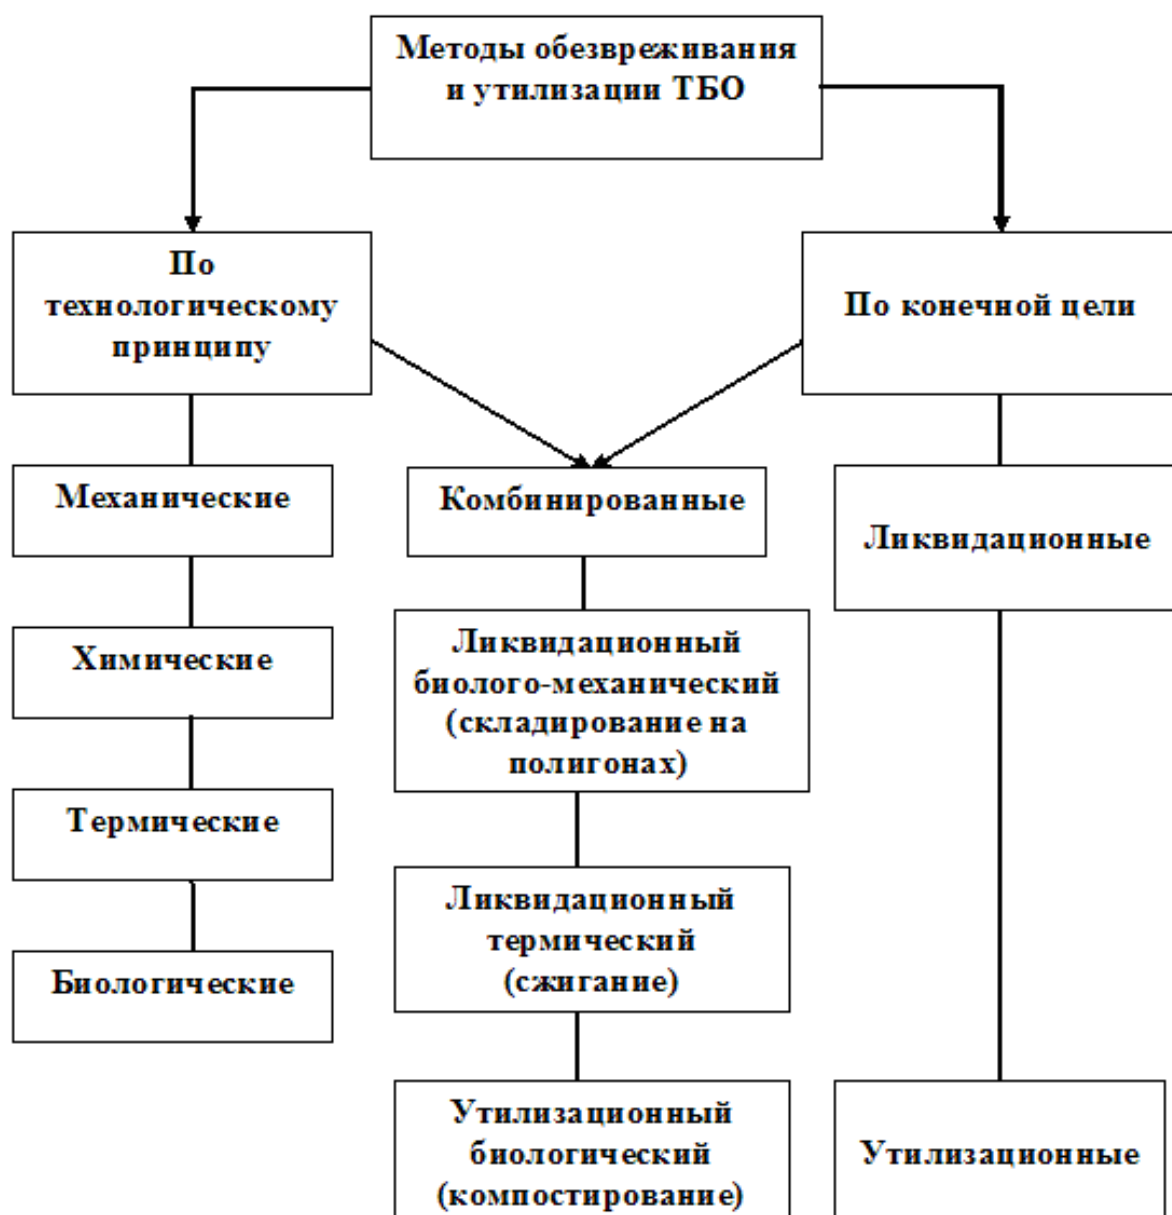 Методы обезвреживания
и утилизации ТБО
По
технологическому
принципу
По конечной цели
Механические
Комбинированные
Ликвидационные
Химические
Ликвидационный
биолого-механический
(складирование на
полигонах)
Термические
Ликвидационный
термический
(сжигание)
Биологические
Утилизационный
биологический
(компостирование)
Утилизационные